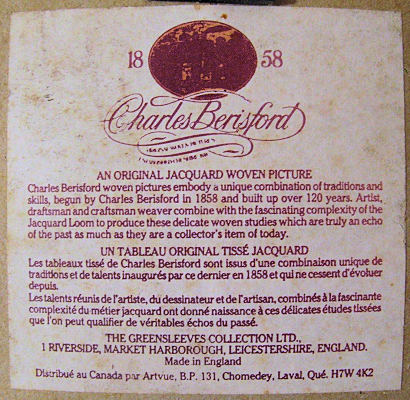 18 58
Charles Berisford
AN ORIGINAL JACQUARD WOVEN PICTURE
Charles Berisford woven pictures embody a unique combination of traditions and
skills, begun by Charles Berisford in 1858 and built up over 120 years. Artist,
draftsman and craftsman weaver combine with the fascinating complexity of the
Jacquard Loom to produce these delicate woven studies which are truly an echo
of the past as much as they are a collector's item of today.
UN TABLEAU ORIGINAL TISSÉ JACQUARD
Les tableaux tissé de Charles Berisford sont issus d'une combinaison unique de
traditions et de talents inaugurés par ce dernier en 1858 et qui ne cessent d'évoluer
depuis.
Les talents réunis de l'artiste, du dessinateur et de l'artisan, combinés à la fascinante
complexité du métier jacquard ont donné naissance à ces délicates études tissées
que l'on peut qualifier de véritables échos du passé.
THE GREENSLEEVES COLLECTION LTD.,
1 RIVERSIDE, MARKET HARBOROUGH, LEICESTERSHIRE, ENGLAND.
Made in England
Distribué au Canada par Artvue, B.P. 131, Chomedey, Laval, Qué. H7W 4K2